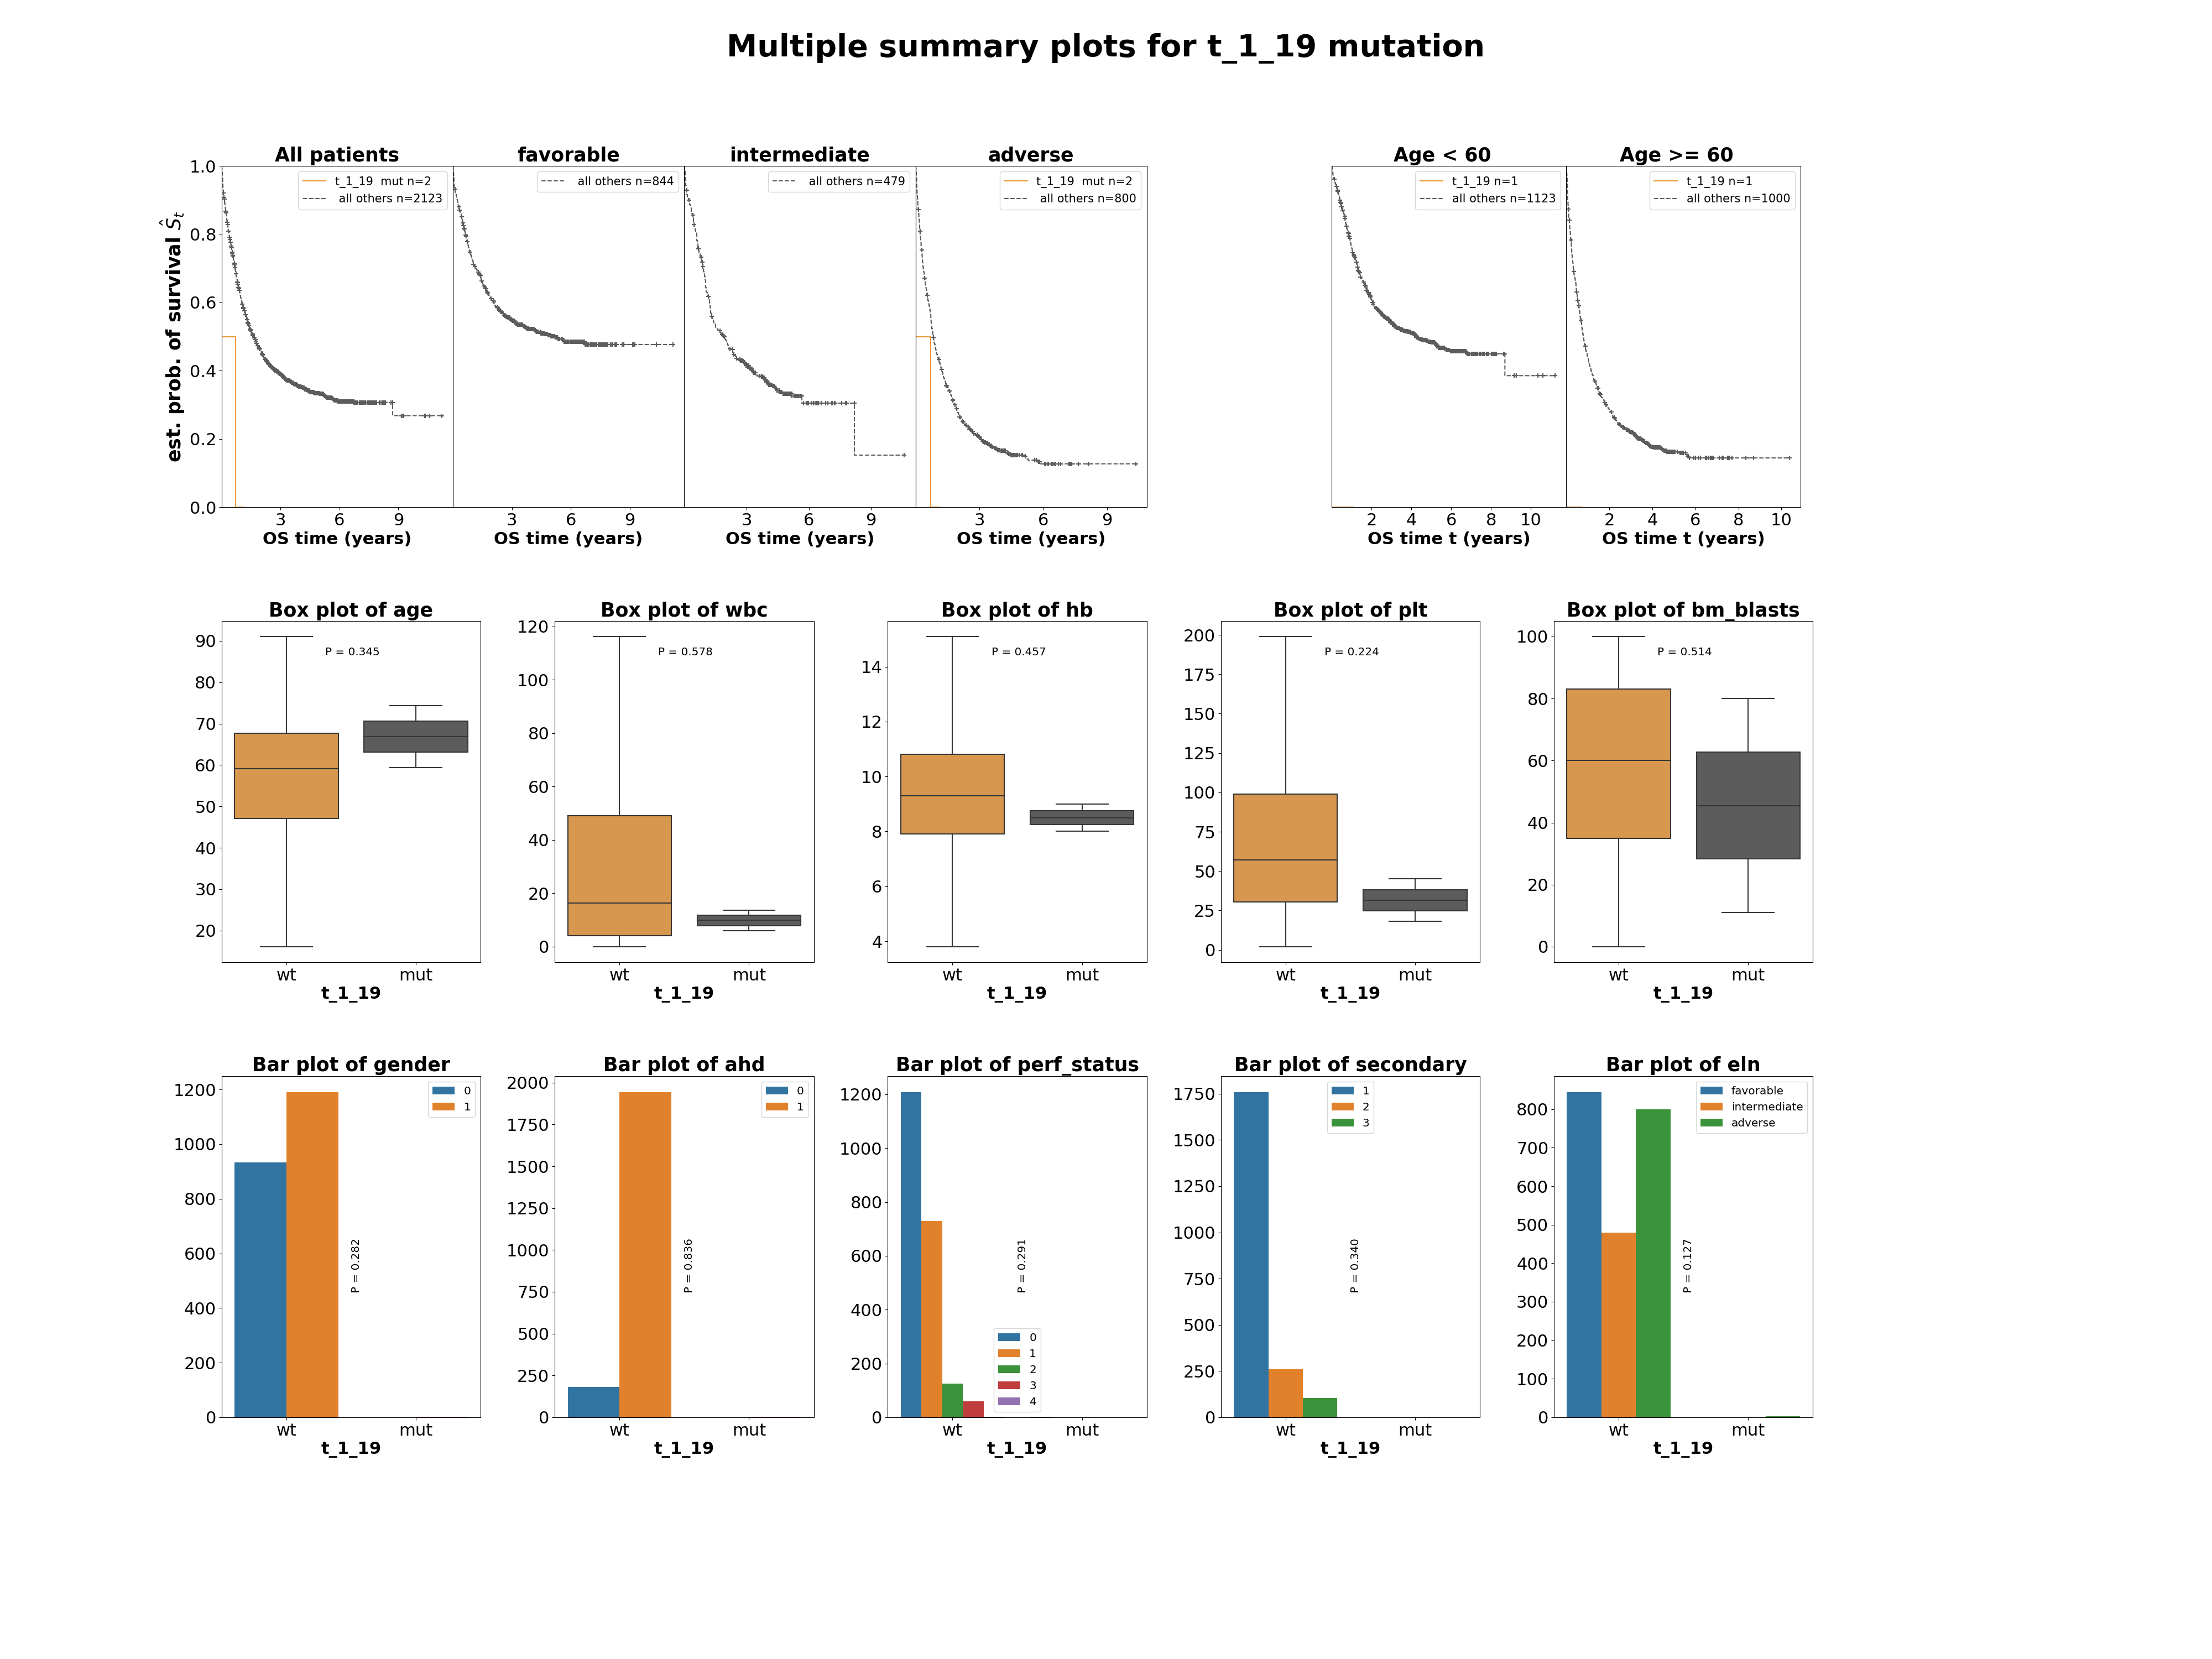 Multiple summary plots for t_1_19 mutation
All patients
favorable
intermediate
adverse
Age < 60
Age >= 60
est. prob. of survival Ŝt
1.0
0.8
0.6
0.4
0.2
0.0
t_1_19 mut n=2
all others n=2123
all others n=844
all others n=479
t_1_19 mut n=2
all others n=800
t_1_19 n=1
all others n=1123
t_1_19 n=1
all others n=1000
3 6 9
3 6 9
3 6 9
3 6 9
2 4 6 8 10
2 4 6 8 10
OS time (years)
OS time (years)
OS time (years)
OS time (years)
OS time t (years)
OS time t (years)
Box plot of age
90
80
70
60
50
40
30
20
P = 0.345
wt mut
t_1_19
Box plot of wbc
120
100
80
60
40
20
0
P = 0.578
wt mut
t_1_19
Box plot of hb
14
12
10
8
6
4
P = 0.457
wt mut
t_1_19
Box plot of plt
200
175
150
125
100
75
50
25
0
P = 0.224
wt mut
t_1_19
Box plot of bm_blasts
100
80
60
40
20
0
P = 0.514
wt mut
t_1_19
Bar plot of gender
1200
1000
800
600
400
200
0
0
1
P = 0.282
wt mut
t_1_19
Bar plot of ahd
2000
1750
1500
1250
1000
750
500
250
0
0
1
P = 0.836
wt mut
t_1_19
Bar plot of perf_status
1200
1000
800
600
400
200
0
P = 0.291
0
1
2
3
4
wt mut
t_1_19
Bar plot of secondary
1750
1500
1250
1000
750
500
250
0
1
2
3
P = 0.340
wt mut
t_1_19
Bar plot of eln
800
700
600
500
400
300
200
100
0
favorable
intermediate
adverse
P = 0.127
wt mut
t_1_19